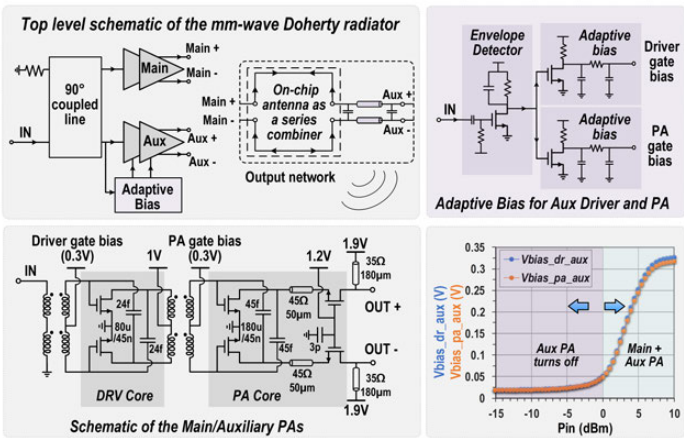 Top level schematic of the mm-wave Doherty radiator
90°
coupled
line
IN
Main
Main +
Main -
Aux
Aux +
Aux -
Adaptive
Bias
On-chip
antenna as
a series
combiner
Main +
Main -
Aux +
Aux-
Output network
Envelope
Detector
Adaptive
bias
Driver
gate
bias
IN
Adaptive
bias
PA
gate
bias
Adaptive Bias for Aux Driver and PA
Driver gate bias
(0.3V)
1V
PA gate bias
(0.3V)
1.2V
1.9V
IN
24f
80u
/45n
24f
45f
180u
/45n
45f
45Ω
50µm
45Ω
50µm
3p
35Ω
180µm
OUT +
OUT -
35Ω
180µm
1.9V
DRV Core
PA Core
Schematic of the Main/Auxiliary PAs
Vbias_dr_aux (V)
Vbias_pa_aux (V)
0.35
0.3
0.25
0.2
0.15
0.1
0.05
0
Vbias_dr_aux
Vbias_pa_aux
Aux PA
turns off
Main +
Aux PA
-15
-10
-5
0
5
10
Pin (dBm)